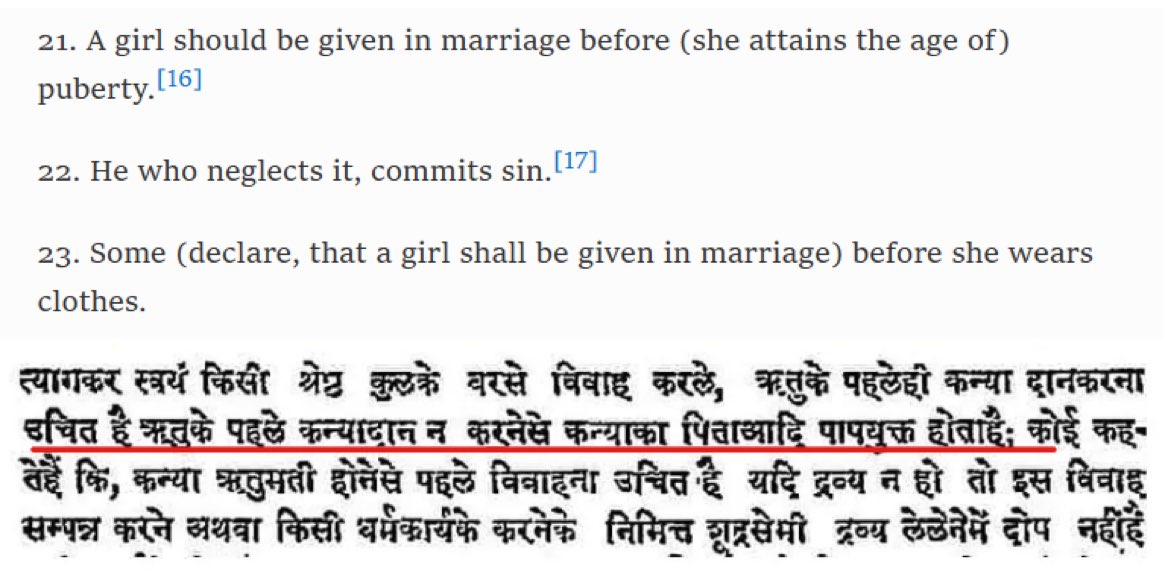 21. A girl should be given in marriage before (she attains the age of)
puberty.[16]
22. He who neglects it, commits sin.[17]
23. Some (declare, that a girl shall be given in marriage) before she wears
clothes.
त्यागकर स्वयं किसी श्रेष्ठ कुलके वरसे विवाह करले, ऋतुके पहलेही कन्या दानकरना
उचित है ऋतुके पहले कन्यादान न करनेसे कन्याका पिताआदि पापयुक्त होताहै; कोई कह-
तेहैं कि, कन्या ऋतुमती होनेसे पहले विवाहना उचित है यदि द्रव्य न हो तो इस विवाह
सम्पन्न करने अथवा किसी धर्मकार्यके करनेके निमित्त शूद्रसेभी द्रव्य लेलेनेमें दोष नहींहै